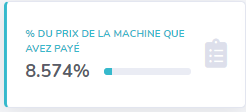 % DU PRIX DE LA MACHINE QUE
AVEZ PAYÉ
8.574%